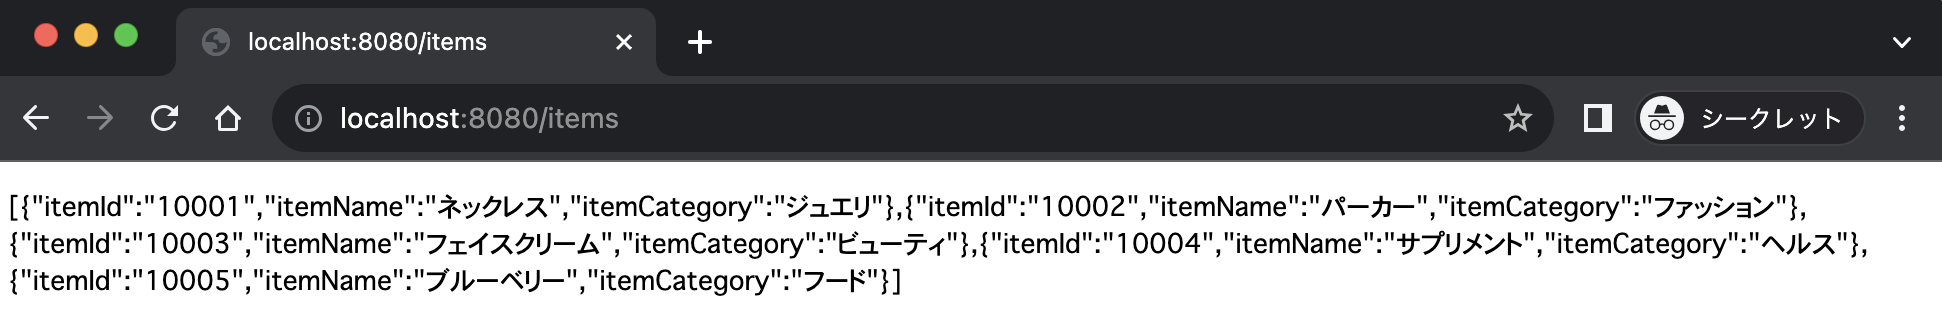 localhost:8080/items
localhost:8080/items
シークレット
[{"itemId":"10001","itemName":"ネックレス","itemCategory":"ジュエリ"},{"itemId":"10002","itemName":"パーカー","itemCategory":"ファッション"},
{"itemId":"10003","itemName":"フェイスクリーム","itemCategory":"ビューティ"},{"itemId":"10004","itemName":"サプリメント","itemCategory":"ヘルス"},
{"itemId":"10005","itemName":"ブルーベリー","itemCategory":"フード"}]